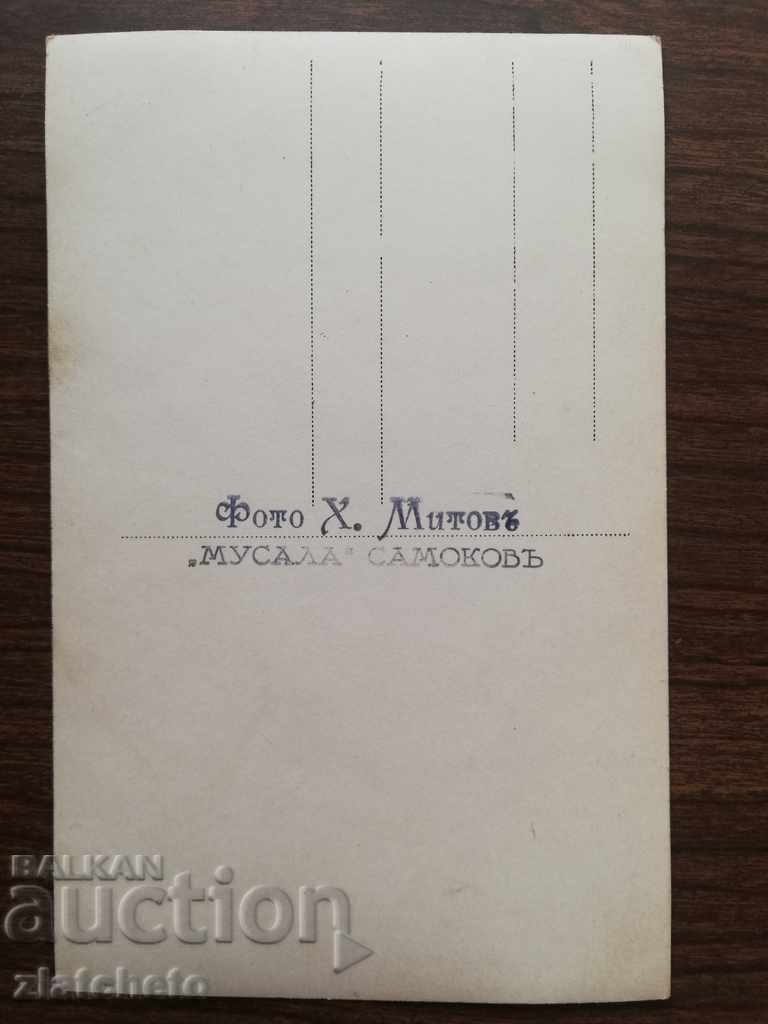 Фото Х. Митовъ
„МУСАЛА“ САМОКОВЪ
BALKAN
auction
zlatcheto